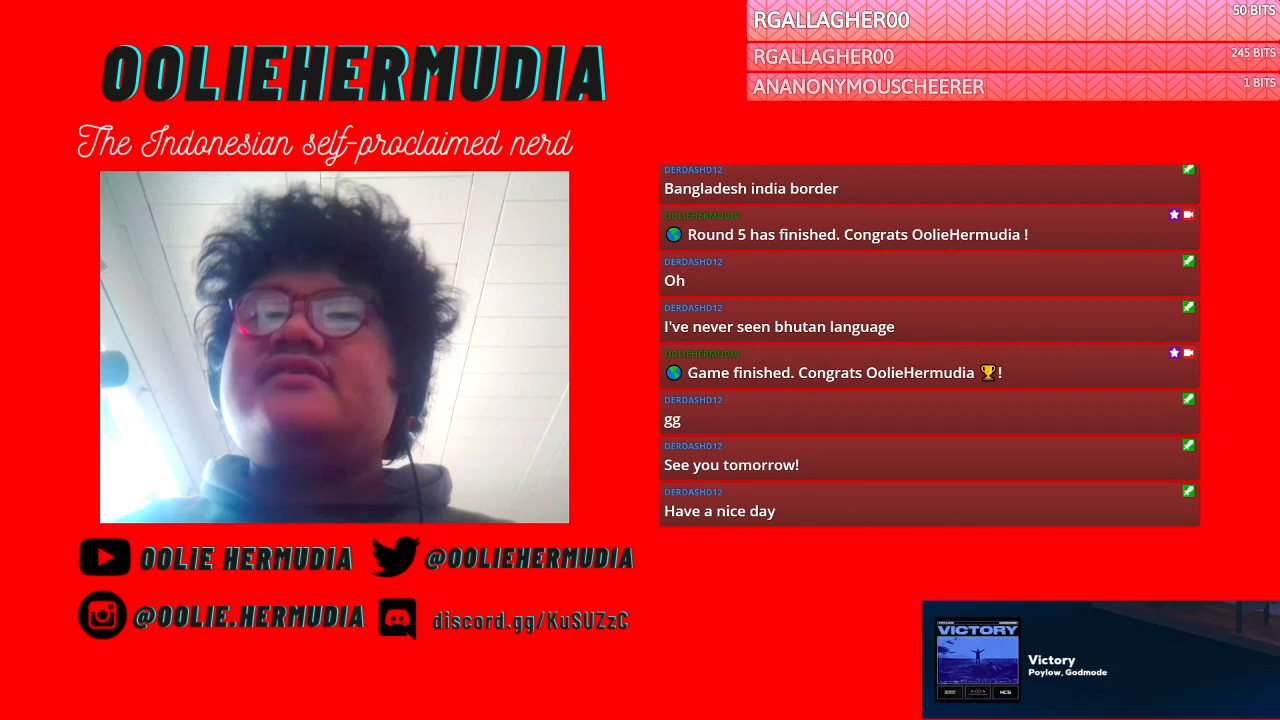 OOLIEHERMUDIA
The Indonesian self-proclaimed nerd
RGALLAGHER00 50 BITS
RGALLAGHER00 245 BITS
ANANONYMOUSCHEERER 1 BITS
DERDASHD12
Bangladesh india border
OOLIEHERMUDIA
Round 5 has finished. Congrats OolieHermudia !
DERDASHD12
Oh
DERDASHD12
I've never seen bhutan language
OOLIEHERMUDIA
Game finished. Congrats OolieHermudia 🏆!
DERDASHD12
gg
DERDASHD12
See you tomorrow!
DERDASHD12
Have a nice day
OOLIE HERMUDIA
@OOLIEHERMUDIA
@OOLIE.HERMUDIA
discord.gg/KuSUZzC
VICTORY
NCS
Victory
Poylow, Godmode